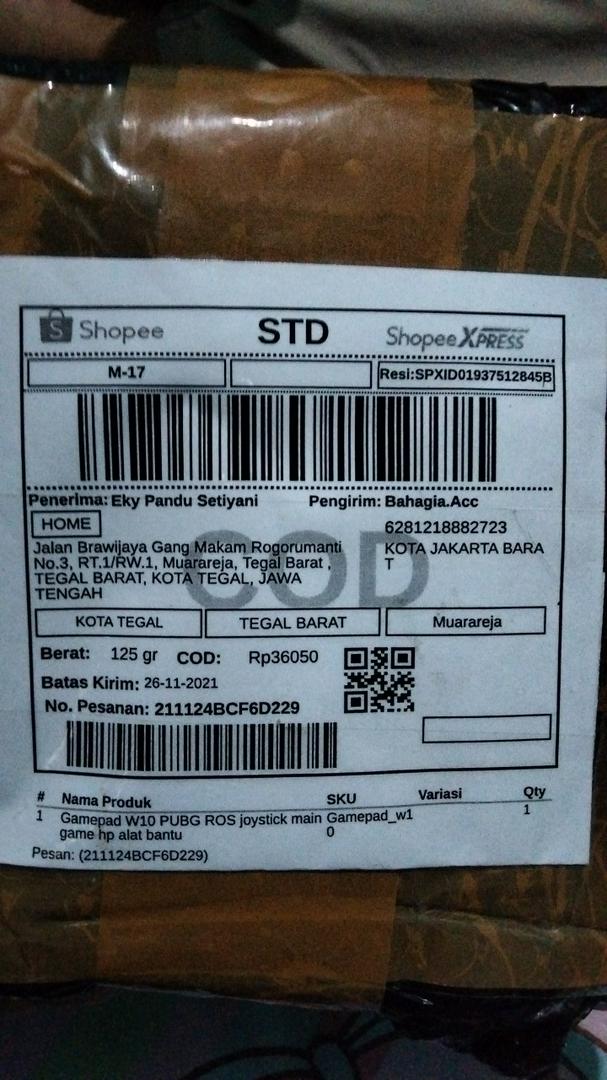 Shopee
STD
Shopee XPRESS
M-17
Resi:SPXID01937512845B
Penerima: Eky Pandu Setiyani
Pengirim: Bahagia.Acc
HOME
6281218882723
Jalan Brawijaya Gang Makam Rogorumanti
KOTA JAKARTA BARA
No.3, RT.1/RW.1, Muarareja, Tegal Barat ,
T
TEGAL BARAT, KOTA TEGAL, JAWA
TENGAH
COD
KOTA TEGAL
TEGAL BARAT
Muarareja
Berat: 125 gr COD: Rp36050
Batas Kirim: 26-11-2021
No. Pesanan: 211124BCF6D229
# Nama Produk SKU Variasi Qty
1 Gamepad W10 PUBG ROS joystick main Gamepad_w1 1
game hp alat bantu 0
Pesan: (211124BCF6D229)